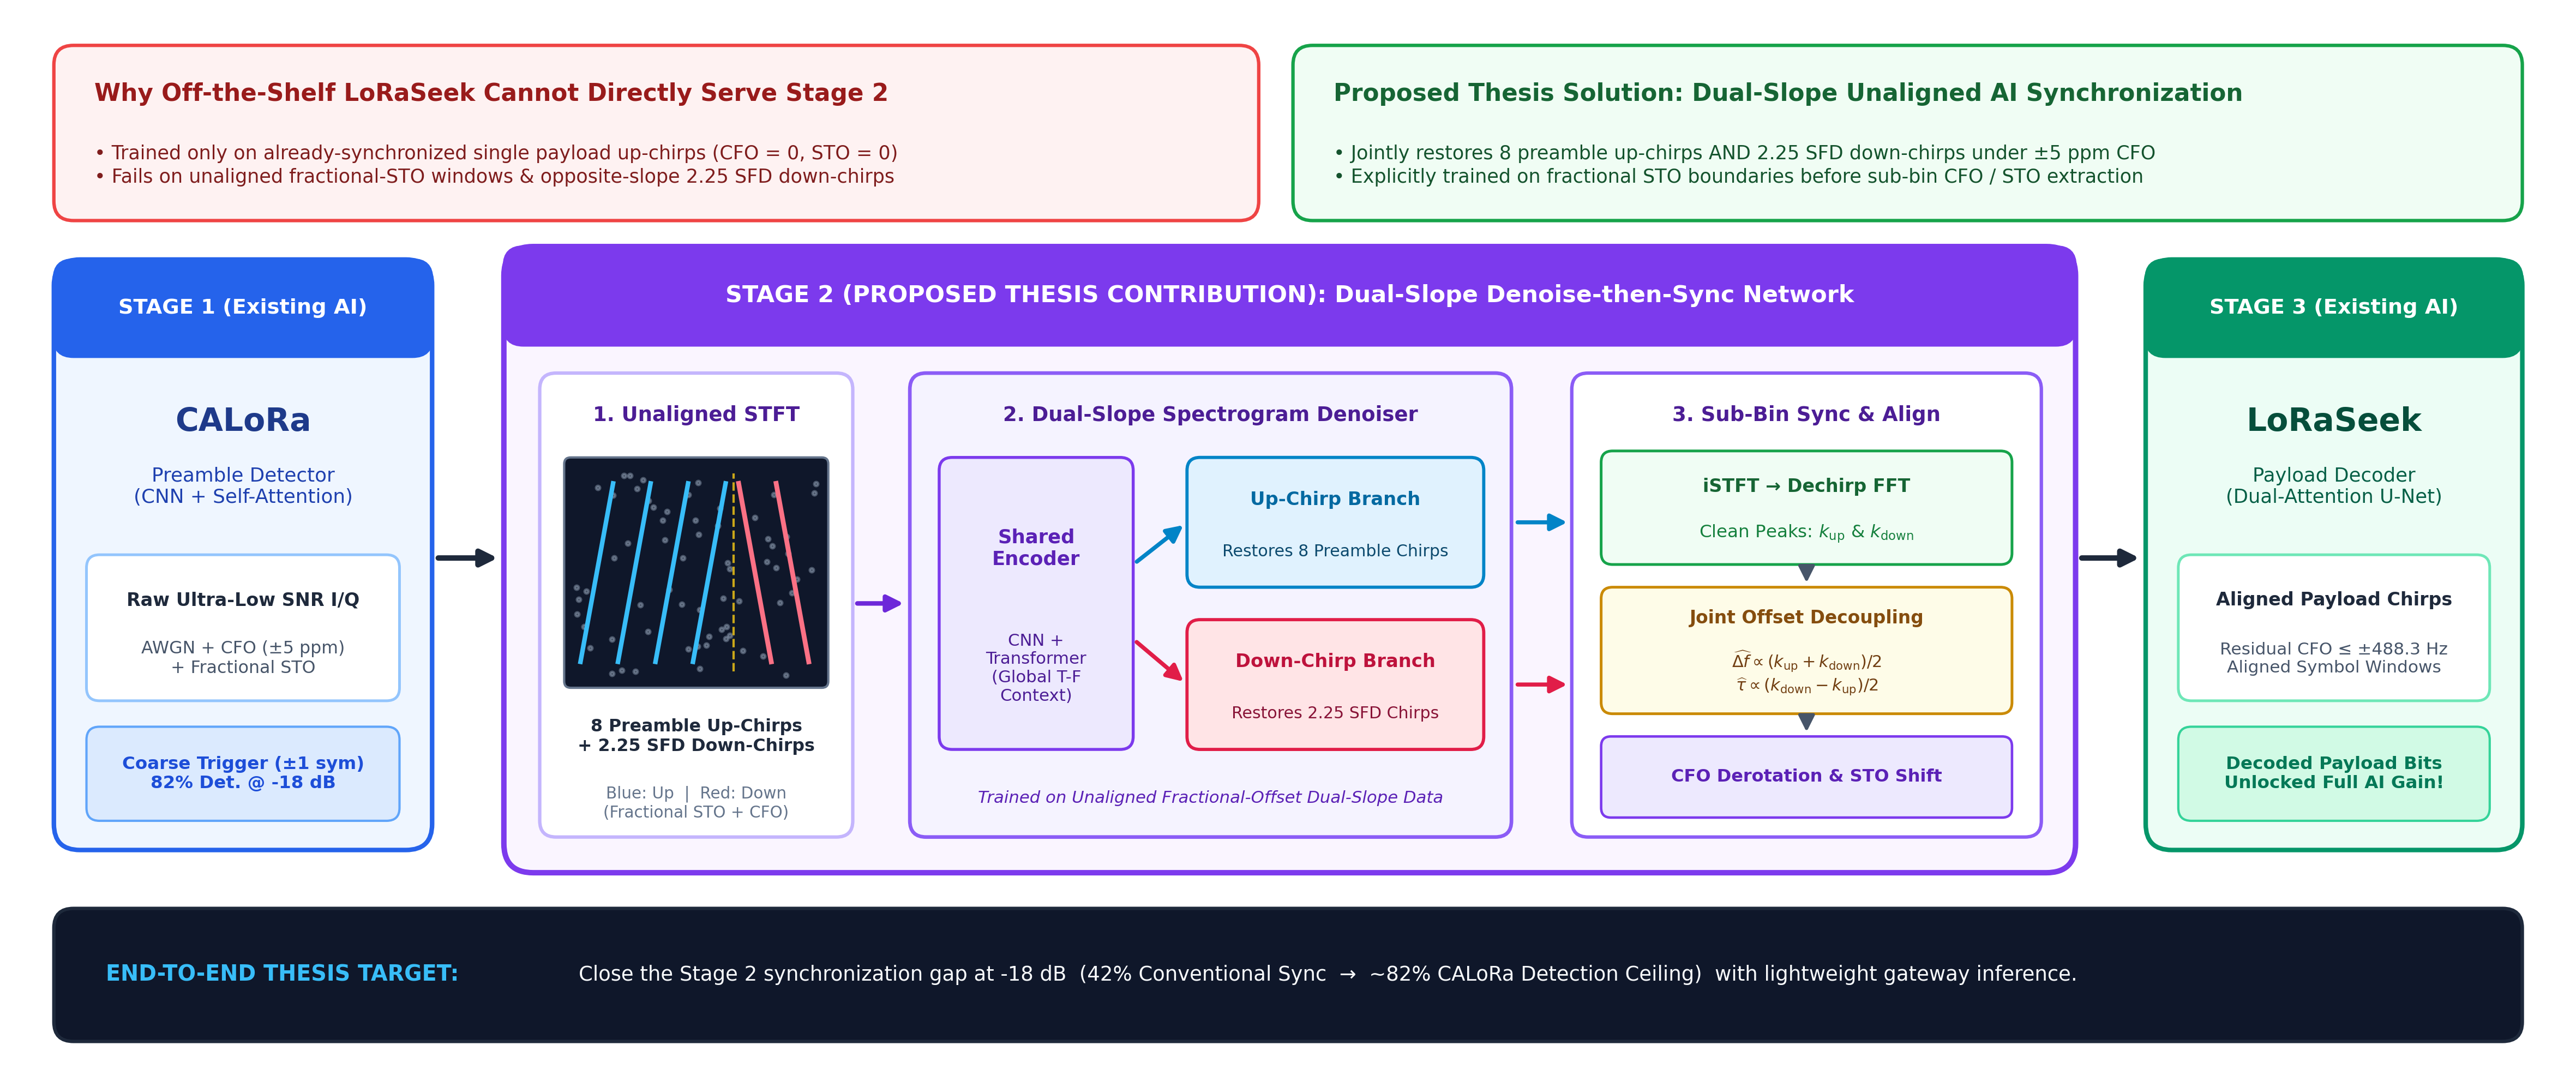 Why Off-the-Shelf LoRaSeek Cannot Directly Serve Stage 2
• Trained only on already-synchronized single payload up-chirps (CFO = 0, STO = 0)
• Fails on unaligned fractional-STO windows & opposite-slope 2.25 SFD down-chirps
Proposed Thesis Solution: Dual-Slope Unaligned AI Synchronization
• Jointly restores 8 preamble up-chirps AND 2.25 SFD down-chirps under ±5 ppm CFO
• Explicitly trained on fractional STO boundaries before sub-bin CFO / STO extraction
STAGE 1 (Existing AI)
CALoRa
Preamble Detector
(CNN + Self-Attention)
Raw Ultra-Low SNR I/Q
AWGN + CFO (±5 ppm)
+ Fractional STO
Coarse Trigger (±1 sym)
82% Det. @ -18 dB
STAGE 2 (PROPOSED THESIS CONTRIBUTION): Dual-Slope Denoise-then-Sync Network
1. Unaligned STFT
8 Preamble Up-Chirps
+ 2.25 SFD Down-Chirps
Blue: Up | Red: Down
(Fractional STO + CFO)
2. Dual-Slope Spectrogram Denoiser
Shared
Encoder
CNN +
Transformer
(Global T-F
Context)
Up-Chirp Branch
Restores 8 Preamble Chirps
Down-Chirp Branch
Restores 2.25 SFD Chirps
Trained on Unaligned Fractional-Offset Dual-Slope Data
3. Sub-Bin Sync & Align
iSTFT → Dechirp FFT
Clean Peaks: k_up & k_down
Joint Offset Decoupling
\widehat{Δf} ∝ (k_up + k_down)/2
\widehat{τ} ∝ (k_down − k_up)/2
CFO Derotation & STO Shift
STAGE 3 (Existing AI)
LoRaSeek
Payload Decoder
(Dual-Attention U-Net)
Aligned Payload Chirps
Residual CFO ≤ ±488.3 Hz
Aligned Symbol Windows
Decoded Payload Bits
Unlocked Full AI Gain!
END-TO-END THESIS TARGET:
Close the Stage 2 synchronization gap at -18 dB (42% Conventional Sync → ~82% CALoRa Detection Ceiling) with lightweight gateway inference.